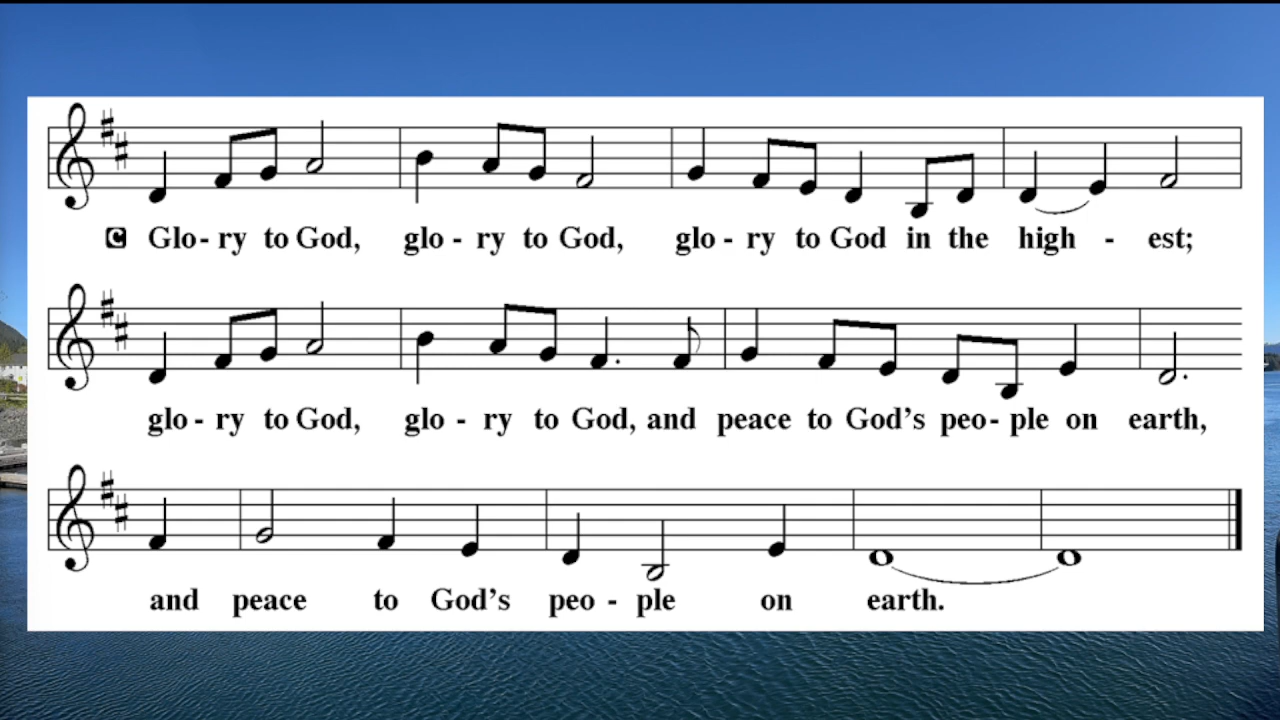 C Glo - ry to God, glo - ry to God, glo - ry to God in the high - est;
glo - ry to God, glo - ry to God, and peace to God's peo - ple on earth,
and peace to God's peo - ple on earth.